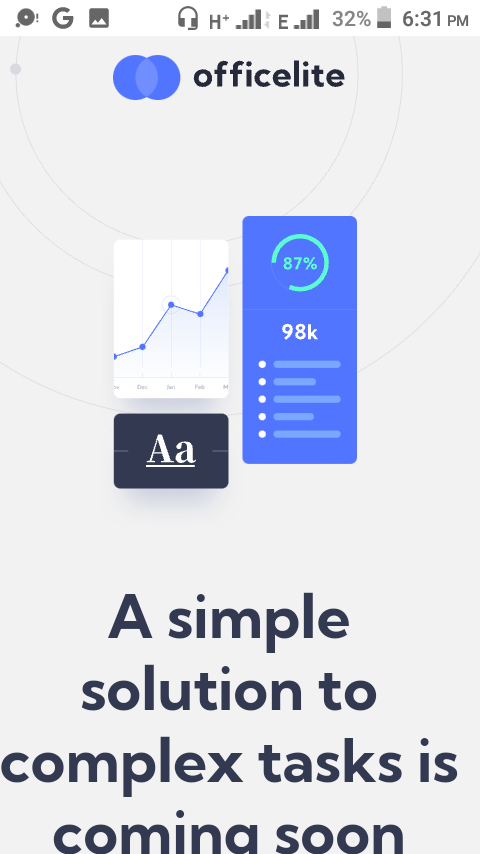 H+ E 32% 6:31 PM
officelite
87%
98k
Dec Jan Feb
Aa
A simple
solution to
complex tasks is
coming soon